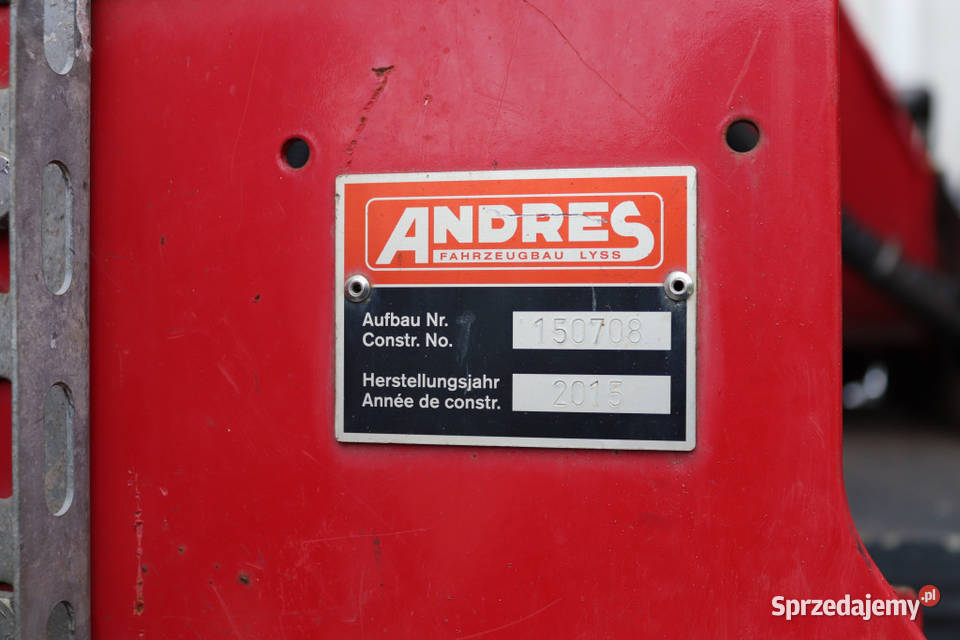 ANDRES
FAHRZEUGBAU LYSS
Aufbau Nr.
Constr. No.
150708
Herstellungsjahr
Année de constr.
2015
Sprzedajemy.pl